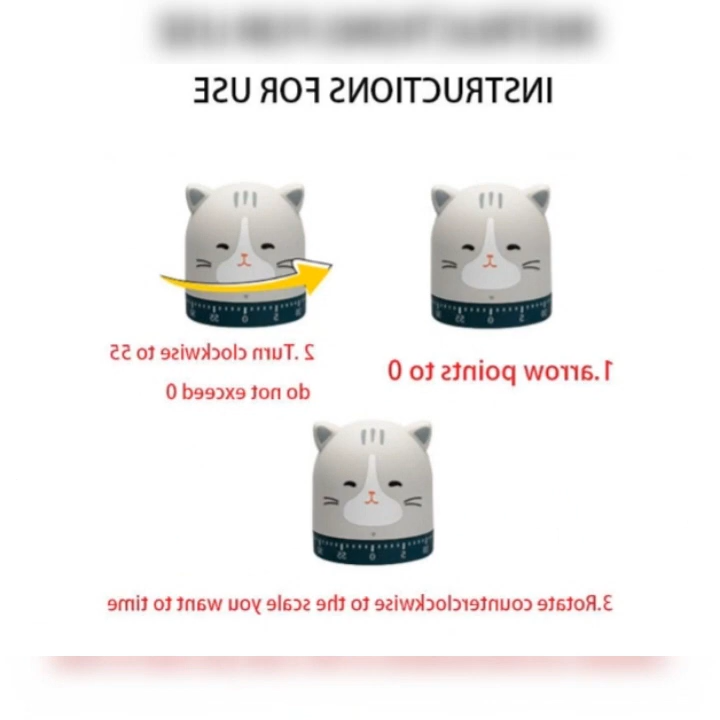 INSTRUCTIONS FOR USE
1.arrow points to 0
2. Turn clockwise to 55
do not exceed 0
3.Rotate counterclockwise to the scale you want to time